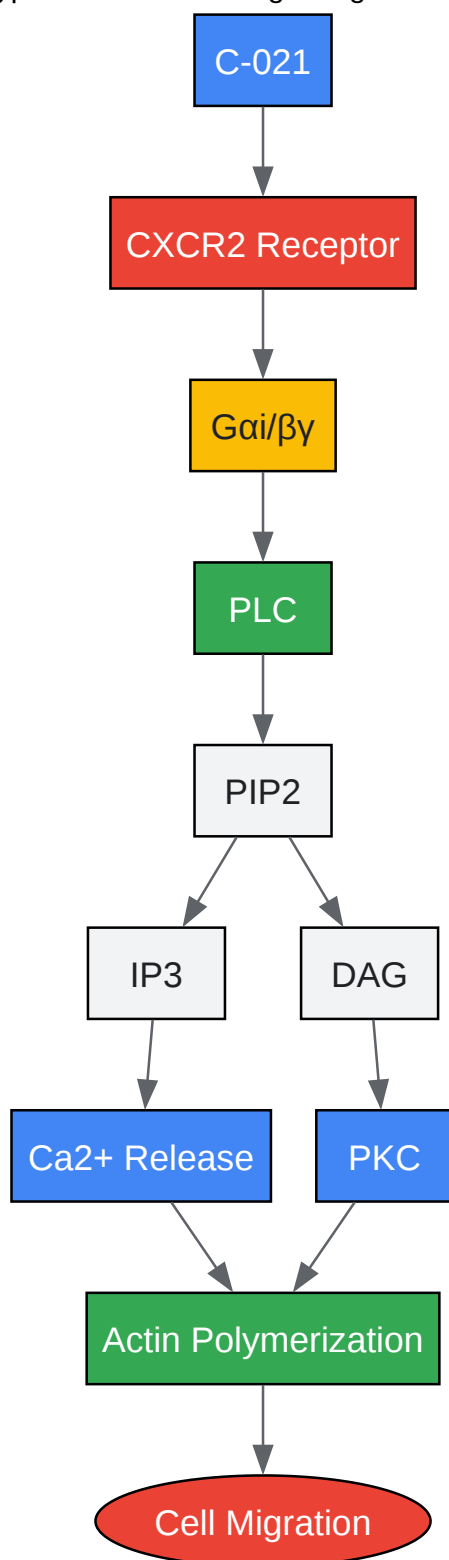 C-021
CXCR2 Receptor
Gαi/βγ
PLC
PIP2
IP3
DAG
Ca2+ Release
PKC
Actin Polymerization
Cell Migration